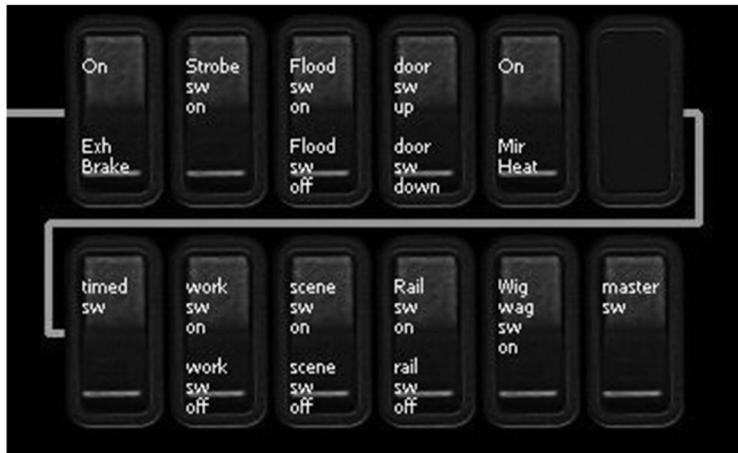 On
Exh
Brake
Strobe
sw
on
Flood
sw
on
Flood
sw
off
door
sw
up
door
sw
down
On
Mir
Heat
timed
sw
work
sw
on
work
sw
off
scene
sw
on
scene
sw
off
Rail
sw
on
rail
sw
off
Wig
wag
sw
on
master
sw